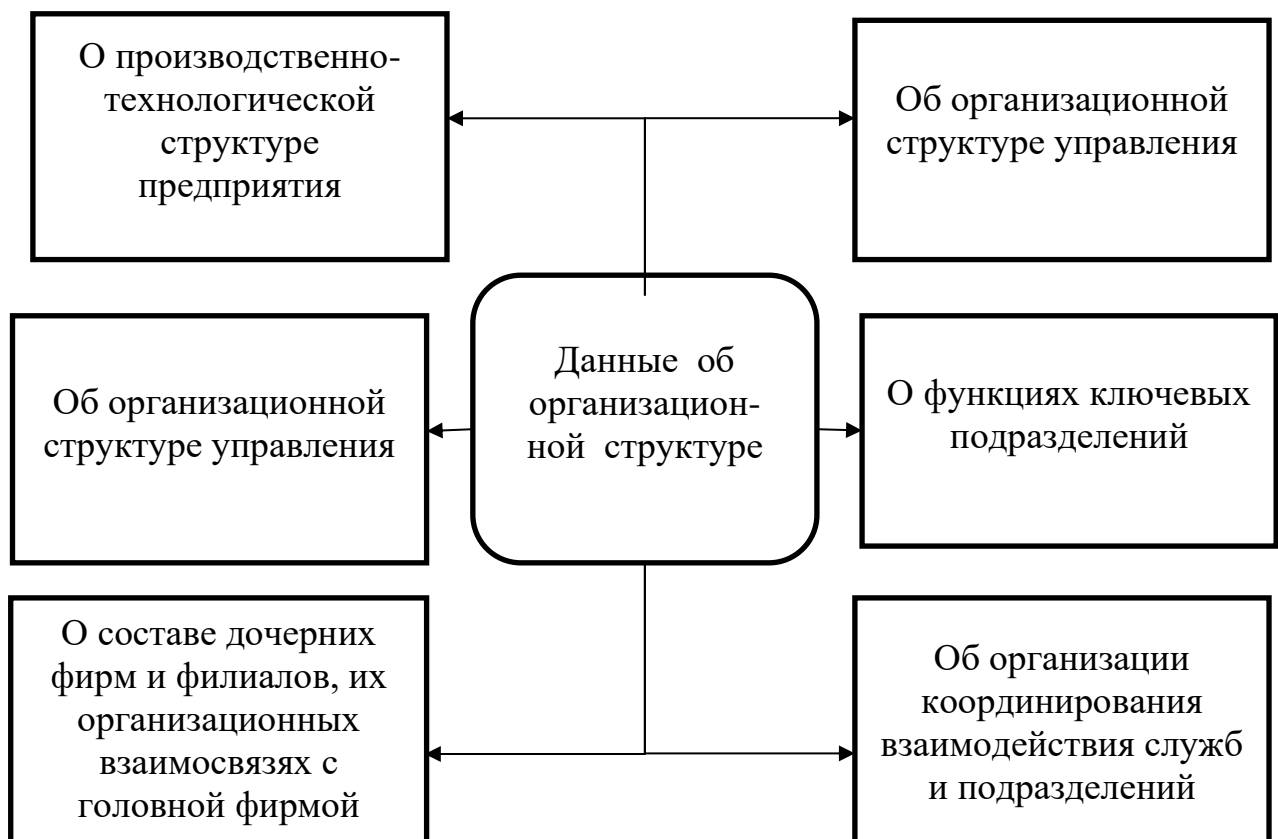 О производственно-
технологической
структуре
предприятия
Об организационной
структуре управления
Об организационной
структуре управления
Данные об
организацион-
ной структуре
О функциях ключевых
подразделений
О составе дочерних
фирм и филиалов, их
организационных
взаимосвязях с
головной фирмой
Об организации
координирования
взаимодействия служб
и подразделений